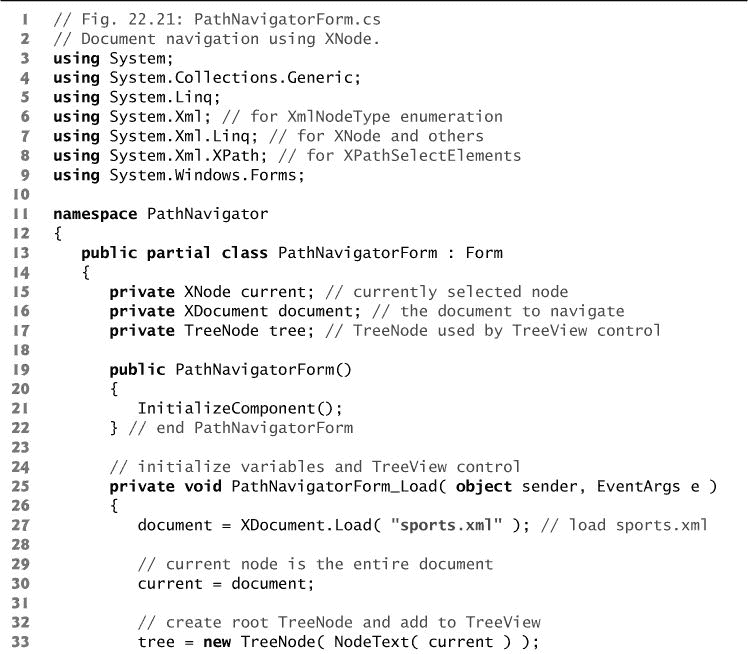 1 // Fig. 22.21: PathNavigatorForm.cs
2 // Document navigation using XNode.
3 using System;
4 using System.Collections.Generic;
5 using System.Linq;
6 using System.Xml; // for XmlNodeType enumeration
7 using System.Xml.Linq; // for XNode and others
8 using System.Xml.XPath; // for XPathSelectElements
9 using System.Windows.Forms;
10
11 namespace PathNavigator
12 {
13 public partial class PathNavigatorForm : Form
14 {
15 private XNode current; // currently selected node
16 private XDocument document; // the document to navigate
17 private TreeNode tree; // TreeNode used by TreeView control
18
19 public PathNavigatorForm()
20 {
21 InitializeComponent();
22 } // end PathNavigatorForm
23
24 // initialize variables and TreeView control
25 private void PathNavigatorForm_Load( object sender, EventArgs e )
26 {
27 document = XDocument.Load( "sports.xml" ); // load sports.xml
28
29 // current node is the entire document
30 current = document;
31
32 // create root TreeNode and add to TreeView
33 tree = new TreeNode( NodeText( current ) );